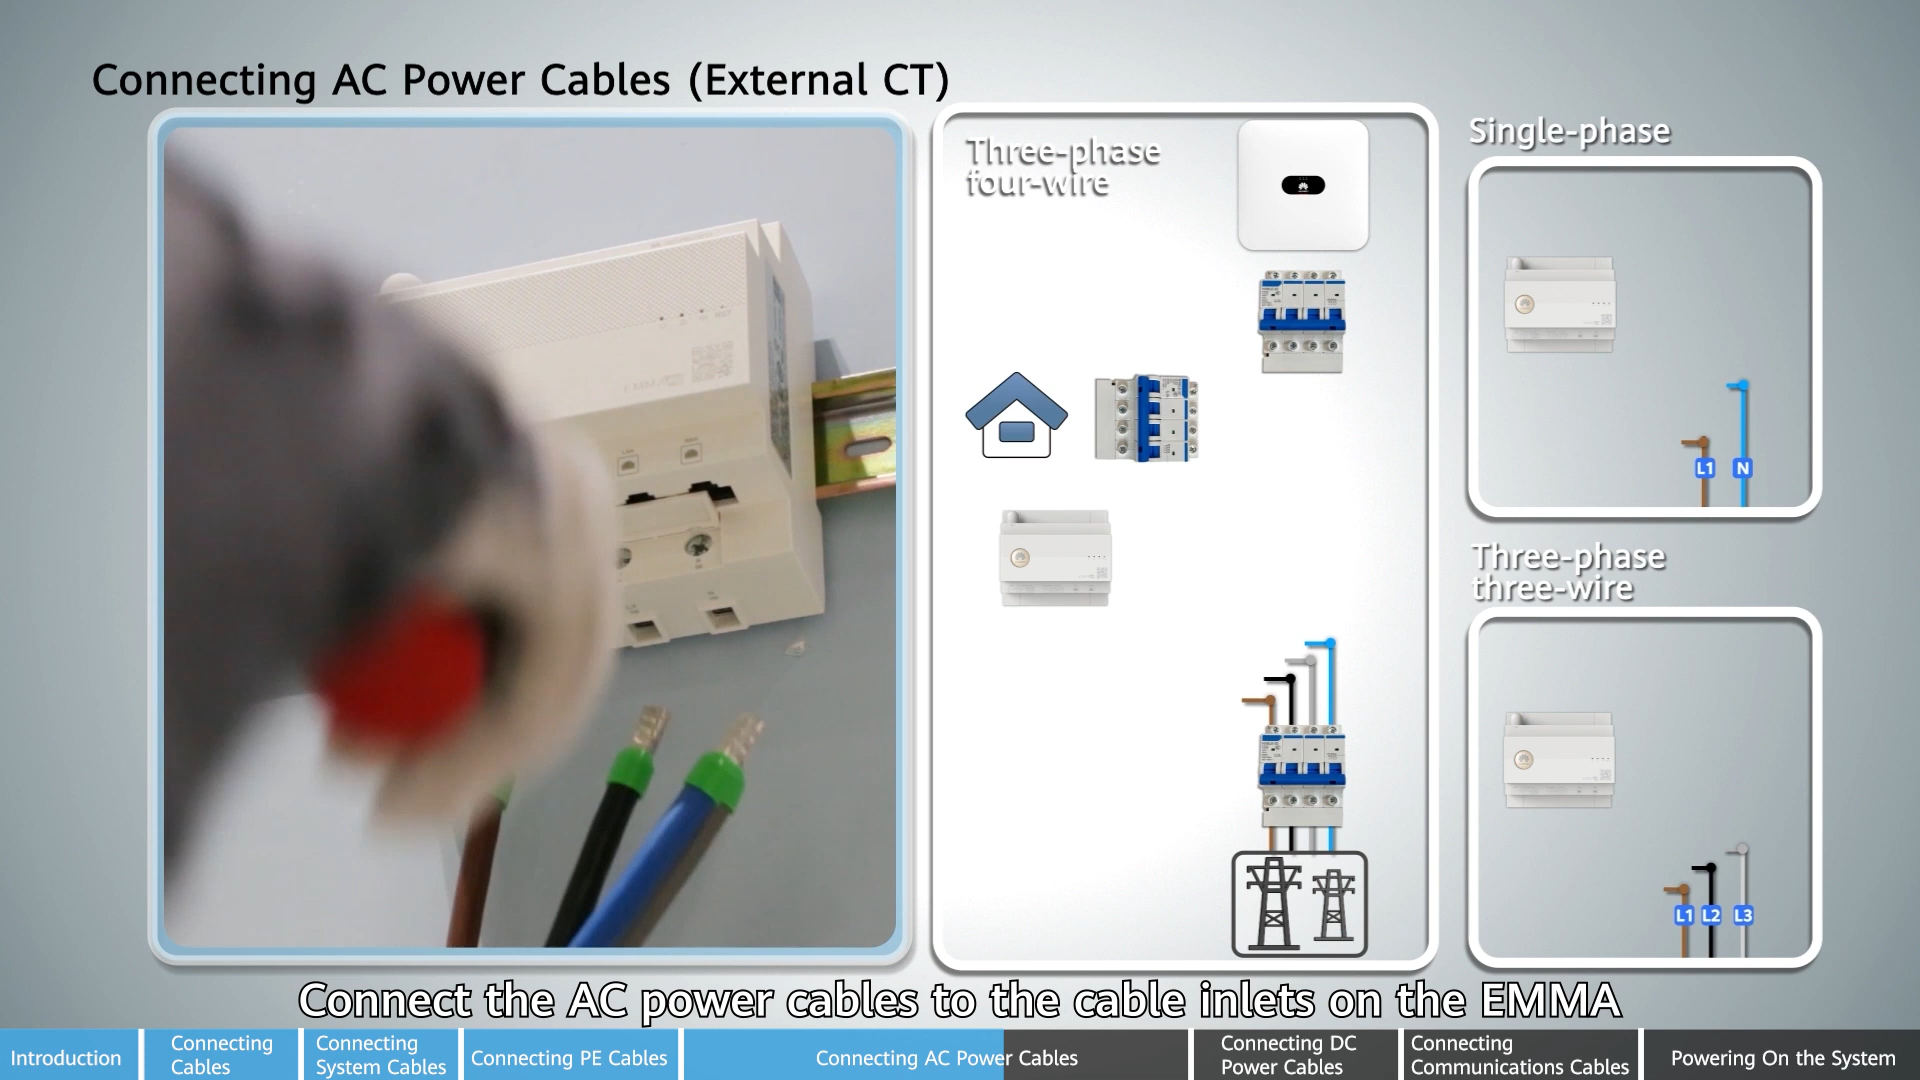 Connecting AC Power Cables (External CT)
Three-phase
four-wire
Single-phase
L1 N
Three-phase
three-wire
L1 L2 L3
Connect the AC power cables to the cable inlets on the EMMA
Introduction
Connecting
Cables
Connecting
System Cables
Connecting PE Cables
Connecting AC Power Cables
Connecting DC
Power Cables
Connecting
Communications Cables
Powering On the System